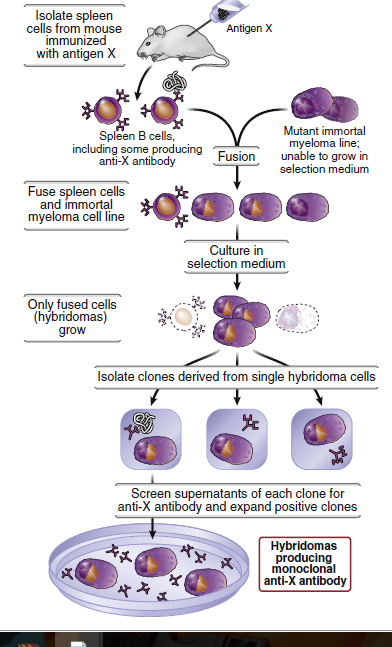 Isolate spleen
cells from mouse
immunized
with antigen X
Antigen X
Spleen B cells,
including some producing
anti-X antibody
Mutant immortal
myeloma line;
unable to grow in
selection medium
Fusion
Fuse spleen cells
and immortal
myeloma cell line
Culture in
selection medium
Only fused cells
(hybridomas)
grow
Isolate clones derived from single hybridoma cells
Screen supernatants of each clone for
anti-X antibody and expand positive clones
Hybridomas
producing
monoclonal
anti-X antibody